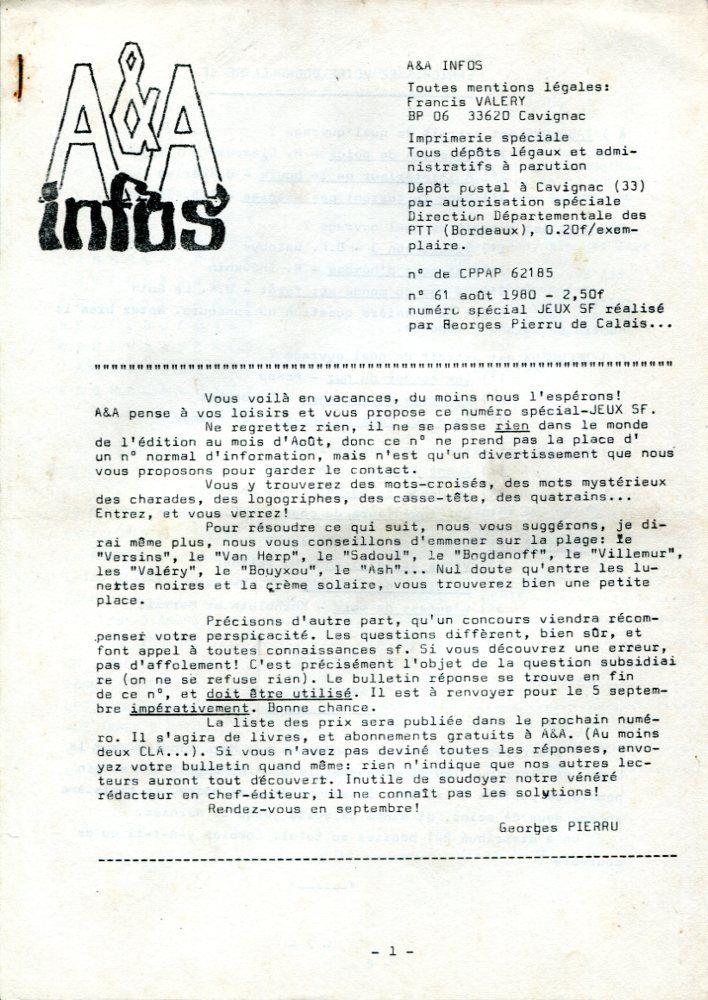 A&A
infos
A&A INFOS
Toutes mentions légales:
Francis VALERY
BP 06  33620 Cavignac
Imprimerie spéciale
Tous dépôts légaux et admi-
nistratifs à parution
Dépôt postal à Cavignac (33)
par autorisation spéciale
Direction Départementale des
PTT (Bordeaux), 0.20f/exem-
plaire.
n° de CPPAP 62185
n° 61 août 1980 - 2,50f
numéro spécial JEUX SF réalisé
par Georges Pierru de Calais...
Vous voilà en vacances, du moins nous l'espérons!
A&A pense à vos loisirs et vous propose ce numéro spécial-JEUX SF.
Ne regrettez rien, il ne se passe rien dans le monde
de l'édition au mois d'Août, donc ce n° ne prend pas la place d'
un n° normal d'information, mais n'est qu'un divertissement que nous
vous proposons pour garder le contact.
Vous y trouverez des mots-croisés, des mots mystérieux
des charades, des logogriphes, des casse-tête, des quatrains...
Entrez, et vous verrez!
Pour résoudre ce qui suit, nous vous suggérons, je di-
rai même plus, nous vous conseillons d'emmener sur la plage: le
"Versins", le "Van Herp", le "Sadoul", le "Bogdanoff", le "Villemur",
les "Valéry", le "Bouyxou", le "Ash"... Nul doute qu'entre les lu-
nettes noires et la crème solaire, vous trouverez bien une petite
place.
Précisons d'autre part, qu'un concours viendra récom-
penser votre perspicacité. Les questions diffèrent, bien sûr, et
font appel à toutes connaissances sf. Si vous découvrez une erreur,
pas d'affolement! C'est précisément l'objet de la question subsidiai
re (on ne se refuse rien). Le bulletin réponse se trouve en fin
de ce n°, et doit être utilisé. Il est à renvoyer pour le 5 septem-
bre impérativement. Bonne chance.
La liste des prix sera publiée dans le prochain numé-
ro. Il s'agira de livres, et abonnements gratuits à A&A. (Au moins
deux CLA...). Si vous n'avez pas deviné toutes les réponses, envo-
yez votre bulletin quand même: rien n'indique que nos autres lec-
teurs auront tout découvert. Inutile de soudoyer notre vénéré
rédacteur en chef-éditeur, il ne connaît pas les solutions!
Rendez-vous en septembre!
Georges PIERRU
- 1 -